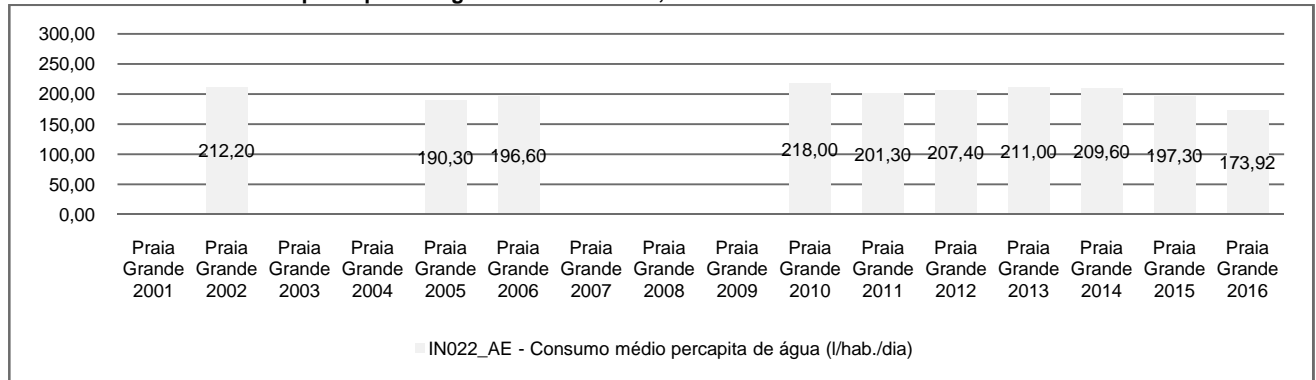 300,00
250,00
200,00
150,00
100,00
50,00
0,00
212,20
190,30
196,60
218,00
201,30
207,40
211,00
209,60
197,30
173,92
Praia Grande 2001
Praia Grande 2002
Praia Grande 2003
Praia Grande 2004
Praia Grande 2005
Praia Grande 2006
Praia Grande 2007
Praia Grande 2008
Praia Grande 2009
Praia Grande 2010
Praia Grande 2011
Praia Grande 2012
Praia Grande 2013
Praia Grande 2014
Praia Grande 2015
Praia Grande 2016
IN022_AE - Consumo médio percapita de água (l/hab./dia)